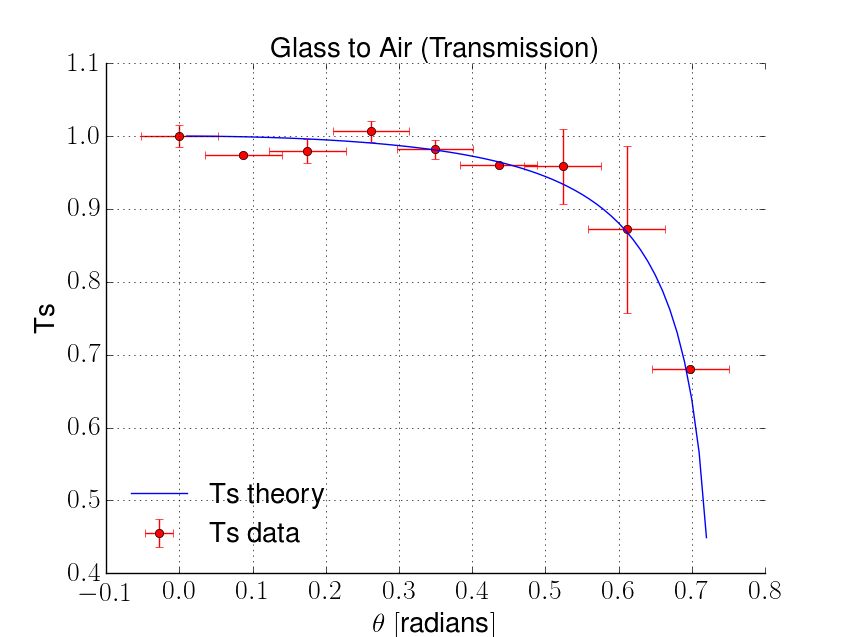 Glass to Air (Transmission)
1.1
1.0
0.9
0.8
0.7
0.6
0.5
0.4
Ts
Ts theory
Ts data
−0.1 0.0 0.1 0.2 0.3 0.4 0.5 0.6 0.7 0.8
θ [radians]